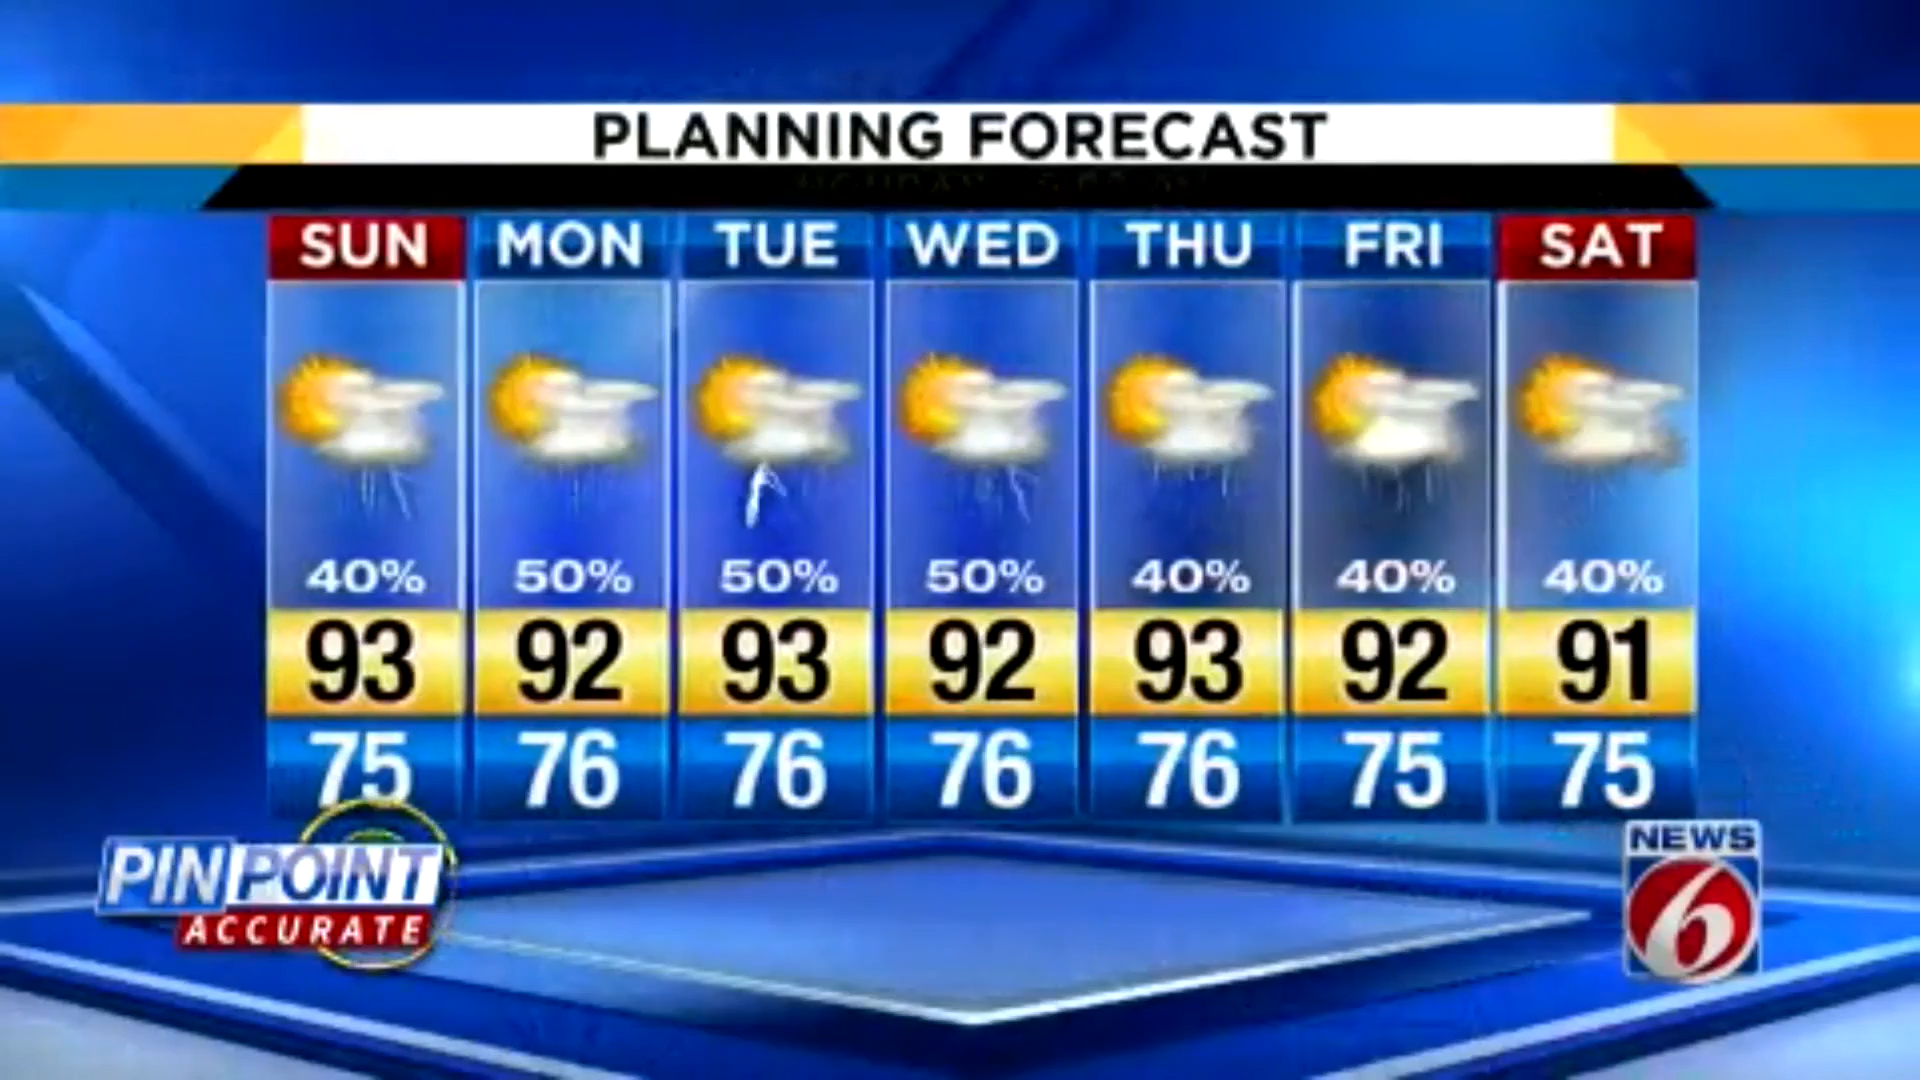 PLANNING FORECAST
SUN MON TUE WED THU FRI SAT
40% 50% 50% 50% 40% 40% 40%
93 92 93 92 93 92 91
75 76 76 76 76 75 75
PINPOINT
ACCURATE
NEWS
6